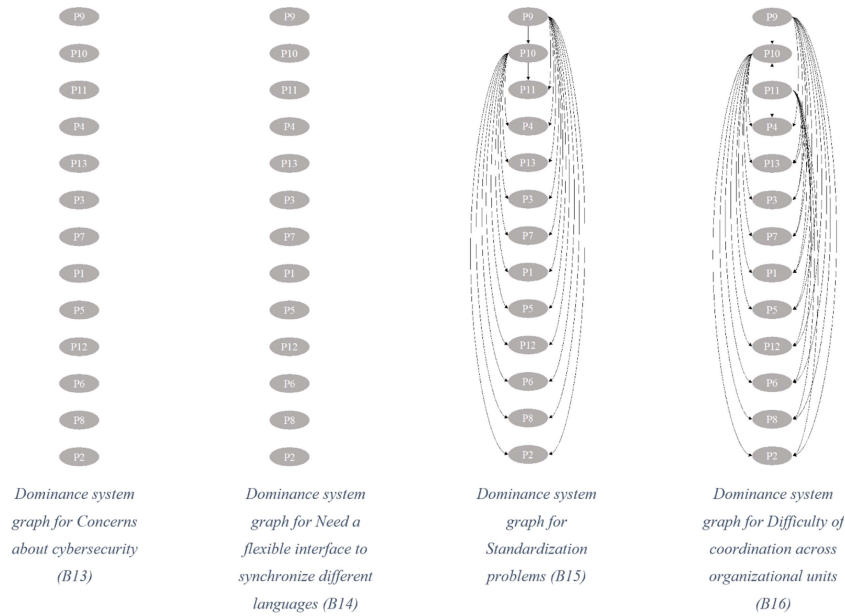 P9
P10
P11
P4
P13
P3
P7
P1
P5
P12
P6
P8
P2
Dominance system
graph for Concerns
about cybersecurity
(B13)
P9
P10
P11
P4
P13
P3
P7
P1
P5
P12
P6
P8
P2
Dominance system
graph for Need a
flexible interface to
synchronize different
languages (B14)
P9
P10
P11
P4
P13
P3
P7
P1
P5
P12
P6
P8
P2
Dominance system
graph for
Standardization
problems (B15)
P9
P10
P11
P4
P13
P3
P7
P1
P5
P12
P6
P8
P2
Dominance system
graph for Difficulty of
coordination across
organizational units
(B16)